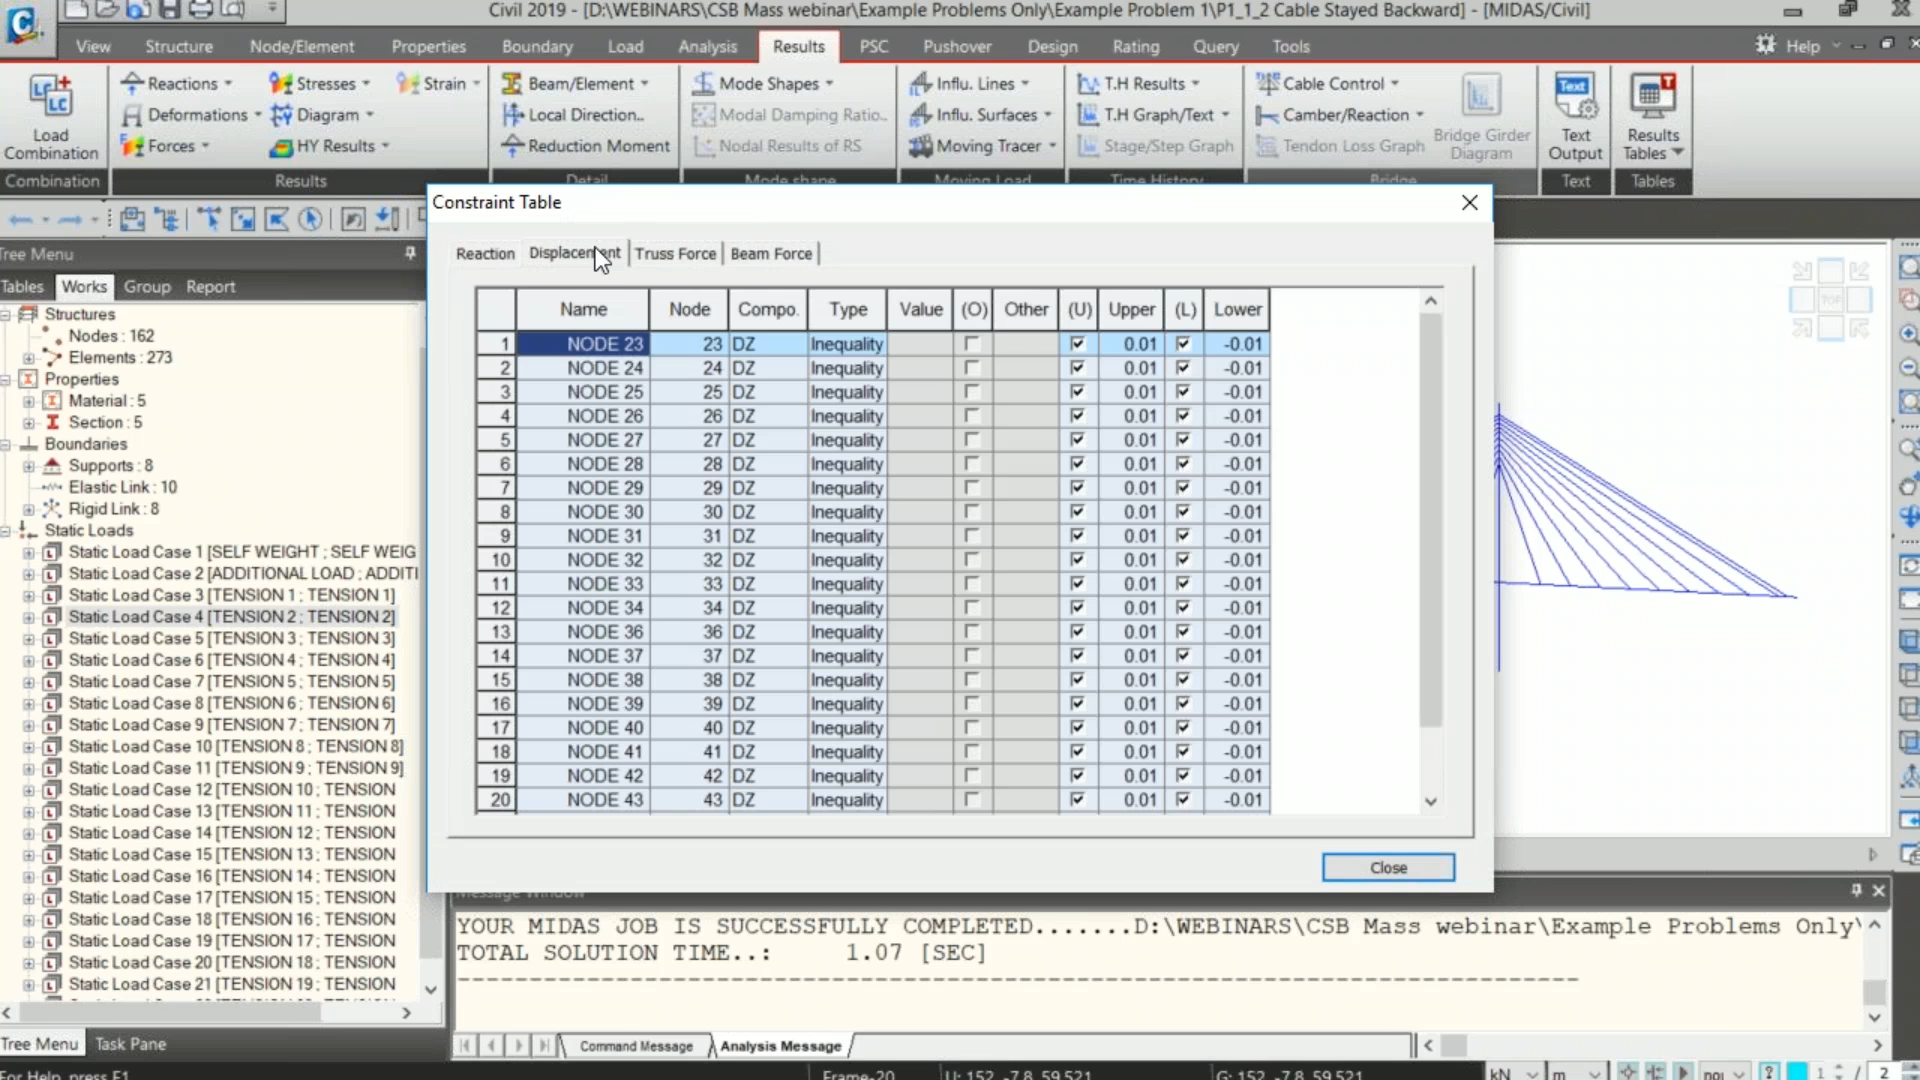 Civil 2019 - [D:\WEBINARS\CSB Mass webinar\Example Problems Only\Example Problem 1\P1_1_2 Cable Stayed Backward] - [MIDAS/Civil]
View Structure Node/Element Properties Boundary Load Analysis Results PSC Pushover Design Rating Query Tools Help
Reactions Stresses Strain Beam/Element Mode Shapes Influ. Lines T.H Results Cable Control
Deformations Diagram Local Direction.. Modal Damping Ratio.. Influ. Surfaces T.H Graph/Text Camber/Reaction
Forces HY Results Reduction Moment Nodal Results of RS Moving Tracer Stage/Step Graph Tendon Loss Graph
Load Combination
Bridge Girder Diagram
Text Output
Results Tables
Combination Results Detail Mode shape Moving Load Time History Bridge Text Tables
Constraint Table
Reaction Displacement Truss Force Beam Force
Name Node Compo. Type Value (O) Other (U) Upper (L) Lower
1 NODE 23 23 DZ Inequality 0.01 -0.01
2 NODE 24 24 DZ Inequality 0.01 -0.01
3 NODE 25 25 DZ Inequality 0.01 -0.01
4 NODE 26 26 DZ Inequality 0.01 -0.01
5 NODE 27 27 DZ Inequality 0.01 -0.01
6 NODE 28 28 DZ Inequality 0.01 -0.01
7 NODE 29 29 DZ Inequality 0.01 -0.01
8 NODE 30 30 DZ Inequality 0.01 -0.01
9 NODE 31 31 DZ Inequality 0.01 -0.01
10 NODE 32 32 DZ Inequality 0.01 -0.01
11 NODE 33 33 DZ Inequality 0.01 -0.01
12 NODE 34 34 DZ Inequality 0.01 -0.01
13 NODE 36 36 DZ Inequality 0.01 -0.01
14 NODE 37 37 DZ Inequality 0.01 -0.01
15 NODE 38 38 DZ Inequality 0.01 -0.01
16 NODE 39 39 DZ Inequality 0.01 -0.01
17 NODE 40 40 DZ Inequality 0.01 -0.01
18 NODE 41 41 DZ Inequality 0.01 -0.01
19 NODE 42 42 DZ Inequality 0.01 -0.01
20 NODE 43 43 DZ Inequality 0.01 -0.01
Close
Tree Menu
Tables Works Group Report
Structures
Nodes : 162
Elements : 273
Properties
Material : 5
Section : 5
Boundaries
Supports : 8
Elastic Link : 10
Rigid Link : 8
Static Loads
Static Load Case 1 [SELF WEIGHT ; SELF WEIG
Static Load Case 2 [ADDITIONAL LOAD ; ADDITI
Static Load Case 3 [TENSION 1 ; TENSION 1]
Static Load Case 4 [TENSION 2 ; TENSION 2]
Static Load Case 5 [TENSION 3 ; TENSION 3]
Static Load Case 6 [TENSION 4 ; TENSION 4]
Static Load Case 7 [TENSION 5 ; TENSION 5]
Static Load Case 8 [TENSION 6 ; TENSION 6]
Static Load Case 9 [TENSION 7 ; TENSION 7]
Static Load Case 10 [TENSION 8 ; TENSION 8]
Static Load Case 11 [TENSION 9 ; TENSION 9]
Static Load Case 12 [TENSION 10 ; TENSION
Static Load Case 13 [TENSION 11 ; TENSION
Static Load Case 14 [TENSION 12 ; TENSION
Static Load Case 15 [TENSION 13 ; TENSION
Static Load Case 16 [TENSION 14 ; TENSION
Static Load Case 17 [TENSION 15 ; TENSION
Static Load Case 18 [TENSION 16 ; TENSION
Static Load Case 19 [TENSION 17 ; TENSION
Static Load Case 20 [TENSION 18 ; TENSION
Static Load Case 21 [TENSION 19 ; TENSION
Tree Menu Task Pane
TOP
Message Window
YOUR MIDAS JOB IS SUCCESSFULLY COMPLETED.......D:\WEBINARS\CSB Mass webinar\Example Problems Only\
TOTAL SOLUTION TIME..: 1.07 [SEC]
Command Message Analysis Message
For Help, press F1 Frame-20 U: 152, -7.8, 59.521 G: 152, -7.8, 59.521 kN m 1 / 2